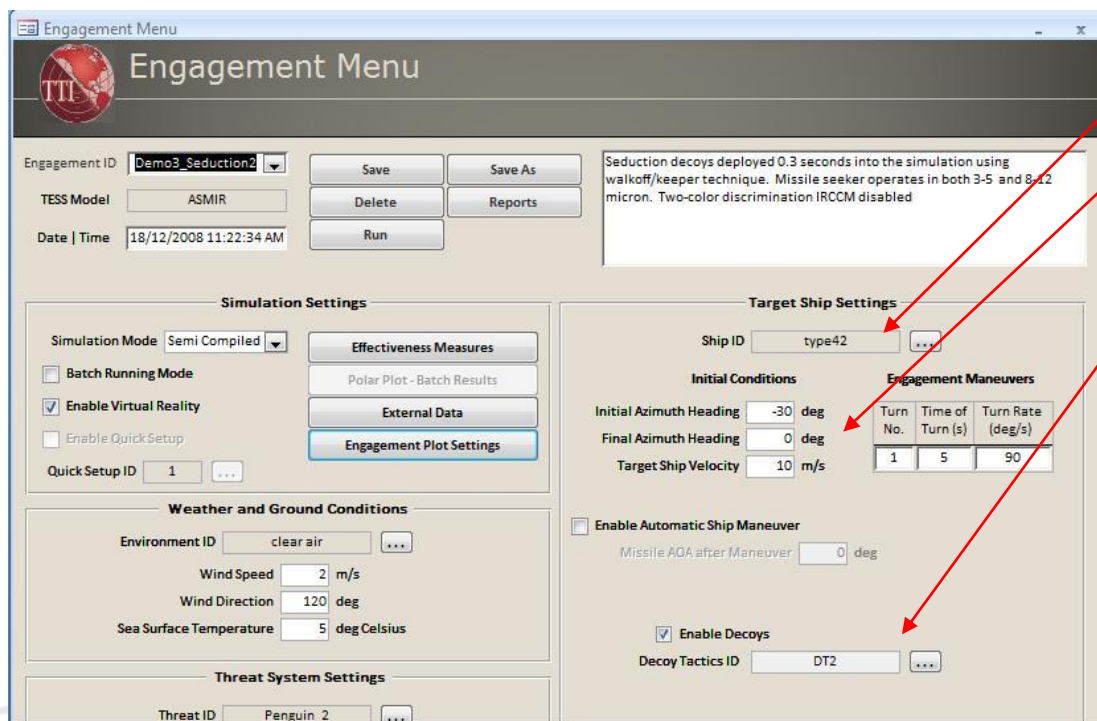 Engagement Menu
TTI
Engagement Menu
Engagement ID Demo3_Seduction2
TESS Model ASMIR
Date | Time 18/12/2008 11:22:34 AM
Save Save As
Delete Reports
Run
Seduction decoys deployed 0.3 seconds into the simulation using
walkoff/keeper technique. Missile seeker operates in both 3-5 and 8-12
micron. Two-color discrimination IRCCM disabled
Simulation Settings
Simulation Mode Semi Compiled
Batch Running Mode
Enable Virtual Reality
Enable Quick Setup
Quick Setup ID 1 ...
Effectiveness Measures
Polar Plot - Batch Results
External Data
Engagement Plot Settings
Weather and Ground Conditions
Environment ID clear air ...
Wind Speed 2 m/s
Wind Direction 120 deg
Sea Surface Temperature 5 deg Celsius
Threat System Settings
Threat ID Penguin_2 ...
Target Ship Settings
Ship ID type42 ...
Initial Conditions
Initial Azimuth Heading -30 deg
Final Azimuth Heading 0 deg
Target Ship Velocity 10 m/s
Engagement Maneuvers
Turn No. Time of Turn (s) Turn Rate (deg/s)
1 5 90
Enable Automatic Ship Maneuver
Missile AOA after Maneuver 0 deg
Enable Decoys
Decoy Tactics ID DT2 ...